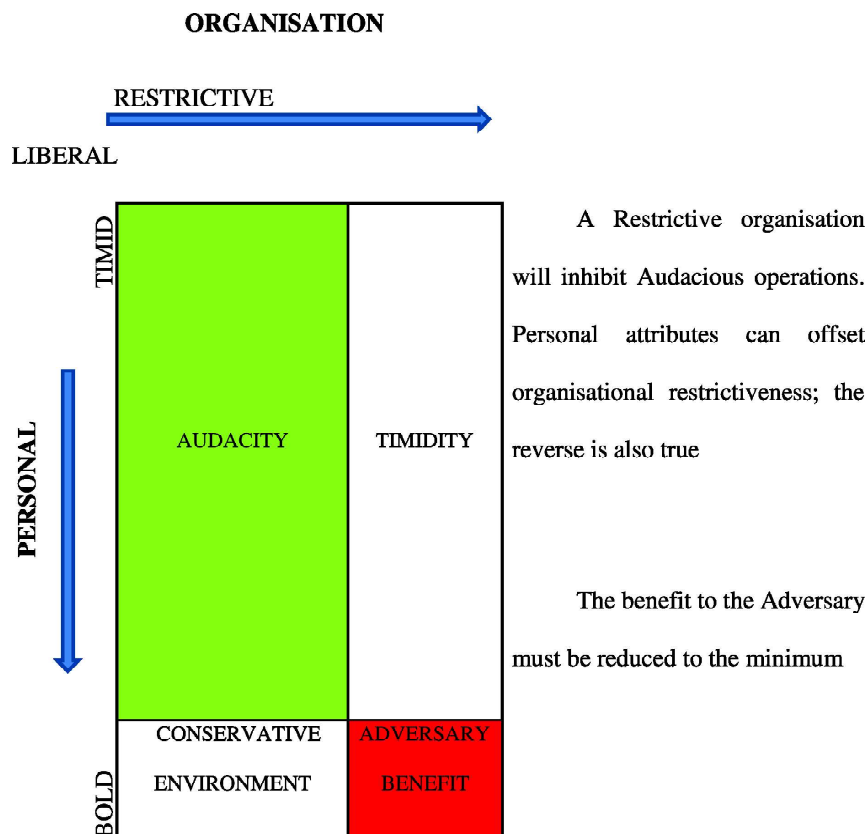 ORGANISATION
RESTRICTIVE
LIBERAL
TIMID
PERSONAL
BOLD
AUDACITY
TIMIDITY
CONSERVATIVE
ENVIRONMENT
ADVERSARY
BENEFIT
A Restrictive organisation
will inhibit Audacious operations.
Personal attributes can offset
organisational restrictiveness; the
reverse is also true
The benefit to the Adversary
must be reduced to the minimum